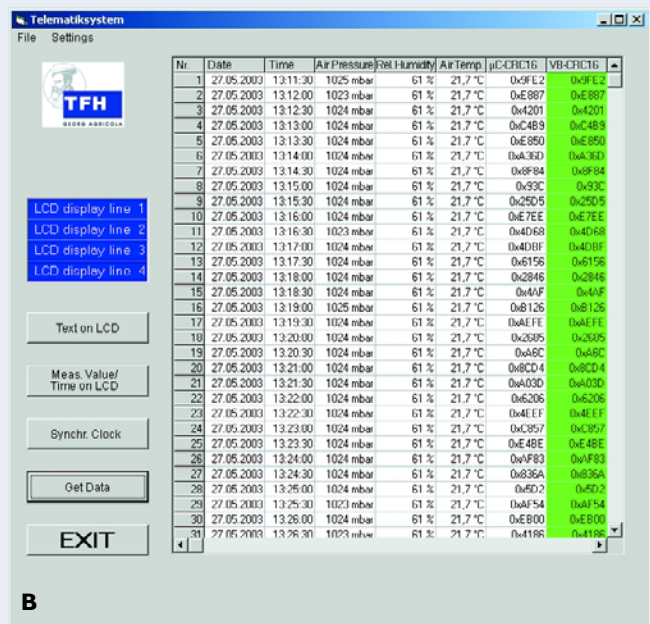 Telematiksystem
File Settings
TFH
GEORG AGRICOLA
LCD display line 1
LCD display line 2
LCD display line 3
LCD display line 4
Text on LCD
Meas. Value/
Time on LCD
Synchr. Clock
Get Data
EXIT
Nr. Date Time Air Pressure Rel. Humidity Air Temp. µC-CRC16 VB-CRC16
1 27.05.2003 13:11:30 1025 mbar 61 % 21,7 °C 0x9FE2 0x9FE2
2 27.05.2003 13:12:00 1023 mbar 61 % 21,7 °C 0xE887 0xE887
3 27.05.2003 13:12:30 1024 mbar 61 % 21,7 °C 0x4201 0x4201
4 27.05.2003 13:13:00 1024 mbar 61 % 21,7 °C 0xC4B9 0xC4B9
5 27.05.2003 13:13:30 1024 mbar 61 % 21,7 °C 0xE850 0xE850
6 27.05.2003 13:14:00 1024 mbar 61 % 21,7 °C 0xA36D 0xA36D
7 27.05.2003 13:14:30 1024 mbar 61 % 21,7 °C 0x8F84 0x8F84
8 27.05.2003 13:15:00 1024 mbar 61 % 21,7 °C 0x93C 0x93C
9 27.05.2003 13:15:30 1024 mbar 61 % 21,7 °C 0x25D5 0x25D5
10 27.05.2003 13:16:00 1024 mbar 61 % 21,7 °C 0xE7EE 0xE7EE
11 27.05.2003 13:16:30 1023 mbar 61 % 21,7 °C 0x4D68 0x4D68
12 27.05.2003 13:17:00 1024 mbar 61 % 21,7 °C 0x4DBF 0x4DBF
13 27.05.2003 13:17:30 1024 mbar 61 % 21,7 °C 0x6156 0x6156
14 27.05.2003 13:18:00 1024 mbar 61 % 21,7 °C 0x2846 0x2846
15 27.05.2003 13:18:30 1024 mbar 61 % 21,7 °C 0x4AF 0x4AF
16 27.05.2003 13:19:00 1025 mbar 61 % 21,7 °C 0xB126 0xB126
17 27.05.2003 13:19:30 1024 mbar 61 % 21,7 °C 0xAEFE 0xAEFE
18 27.05.2003 13:20:00 1024 mbar 61 % 21,7 °C 0x2685 0x2685
19 27.05.2003 13:20:30 1024 mbar 61 % 21,7 °C 0xA6C 0xA6C
20 27.05.2003 13:21:00 1024 mbar 61 % 21,7 °C 0x8CD4 0x8CD4
21 27.05.2003 13:21:30 1024 mbar 61 % 21,7 °C 0xA03D 0xA03D
22 27.05.2003 13:22:00 1024 mbar 61 % 21,7 °C 0x6206 0x6206
23 27.05.2003 13:22:30 1024 mbar 61 % 21,7 °C 0x4EEF 0x4EEF
24 27.05.2003 13:23:00 1024 mbar 61 % 21,7 °C 0xC857 0xC857
25 27.05.2003 13:23:30 1024 mbar 61 % 21,7 °C 0xE4BE 0xE4BE
26 27.05.2003 13:24:00 1024 mbar 61 % 21,7 °C 0xAF83 0xAF83
27 27.05.2003 13:24:30 1024 mbar 61 % 21,7 °C 0x836A 0x836A
28 27.05.2003 13:25:00 1024 mbar 61 % 21,7 °C 0x5D2 0x5D2
29 27.05.2003 13:25:30 1023 mbar 61 % 21,7 °C 0xAF54 0xAF54
30 27.05.2003 13:26:00 1024 mbar 61 % 21,7 °C 0xEB00 0xEB00
31 27.05.2003 13:26:30 1023 mbar 61 % 21,7 °C 0x4186 0x4186
B